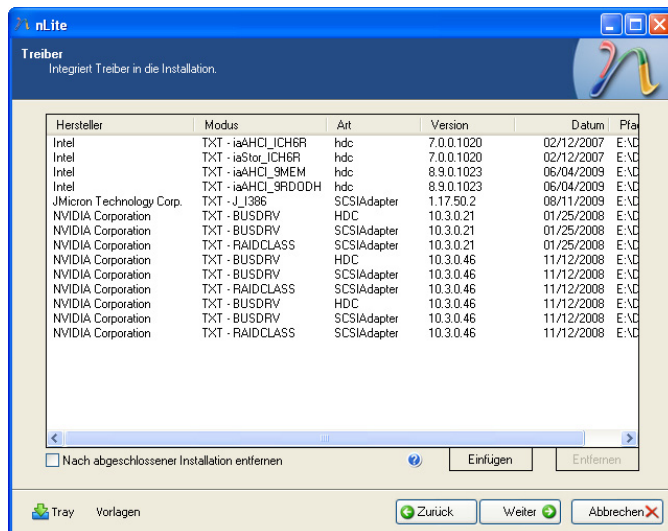 nLite
Treiber
Integriert Treiber in die Installation.
Hersteller Modus Art Version Datum Pfad
Intel TXT - iaAHCI_ICH6R hdc 7.0.0.1020 02/12/2007 E:\D
Intel TXT - iaStor_ICH6R hdc 7.0.0.1020 02/12/2007 E:\D
Intel TXT - iaAHCI_9MEM hdc 8.9.0.1023 06/04/2009 E:\D
Intel TXT - iaAHCI_9RDODH hdc 8.9.0.1023 06/04/2009 E:\D
JMicron Technology Corp. TXT - J_I386 SCSIAdapter 1.17.50.2 08/11/2009 E:\D
NVIDIA Corporation TXT - BUSDRV HDC 10.3.0.21 01/25/2008 E:\D
NVIDIA Corporation TXT - BUSDRV SCSIAdapter 10.3.0.21 01/25/2008 E:\D
NVIDIA Corporation TXT - RAIDCLASS SCSIAdapter 10.3.0.21 01/25/2008 E:\D
NVIDIA Corporation TXT - BUSDRV HDC 10.3.0.46 11/12/2008 E:\D
NVIDIA Corporation TXT - BUSDRV SCSIAdapter 10.3.0.46 11/12/2008 E:\D
NVIDIA Corporation TXT - RAIDCLASS SCSIAdapter 10.3.0.46 11/12/2008 E:\D
NVIDIA Corporation TXT - BUSDRV HDC 10.3.0.46 11/12/2008 E:\D
NVIDIA Corporation TXT - BUSDRV SCSIAdapter 10.3.0.46 11/12/2008 E:\D
NVIDIA Corporation TXT - RAIDCLASS SCSIAdapter 10.3.0.46 11/12/2008 E:\D
Nach abgeschlossener Installation entfernen Einfügen Entfernen
Tray Vorlagen Zurück Weiter Abbrechen